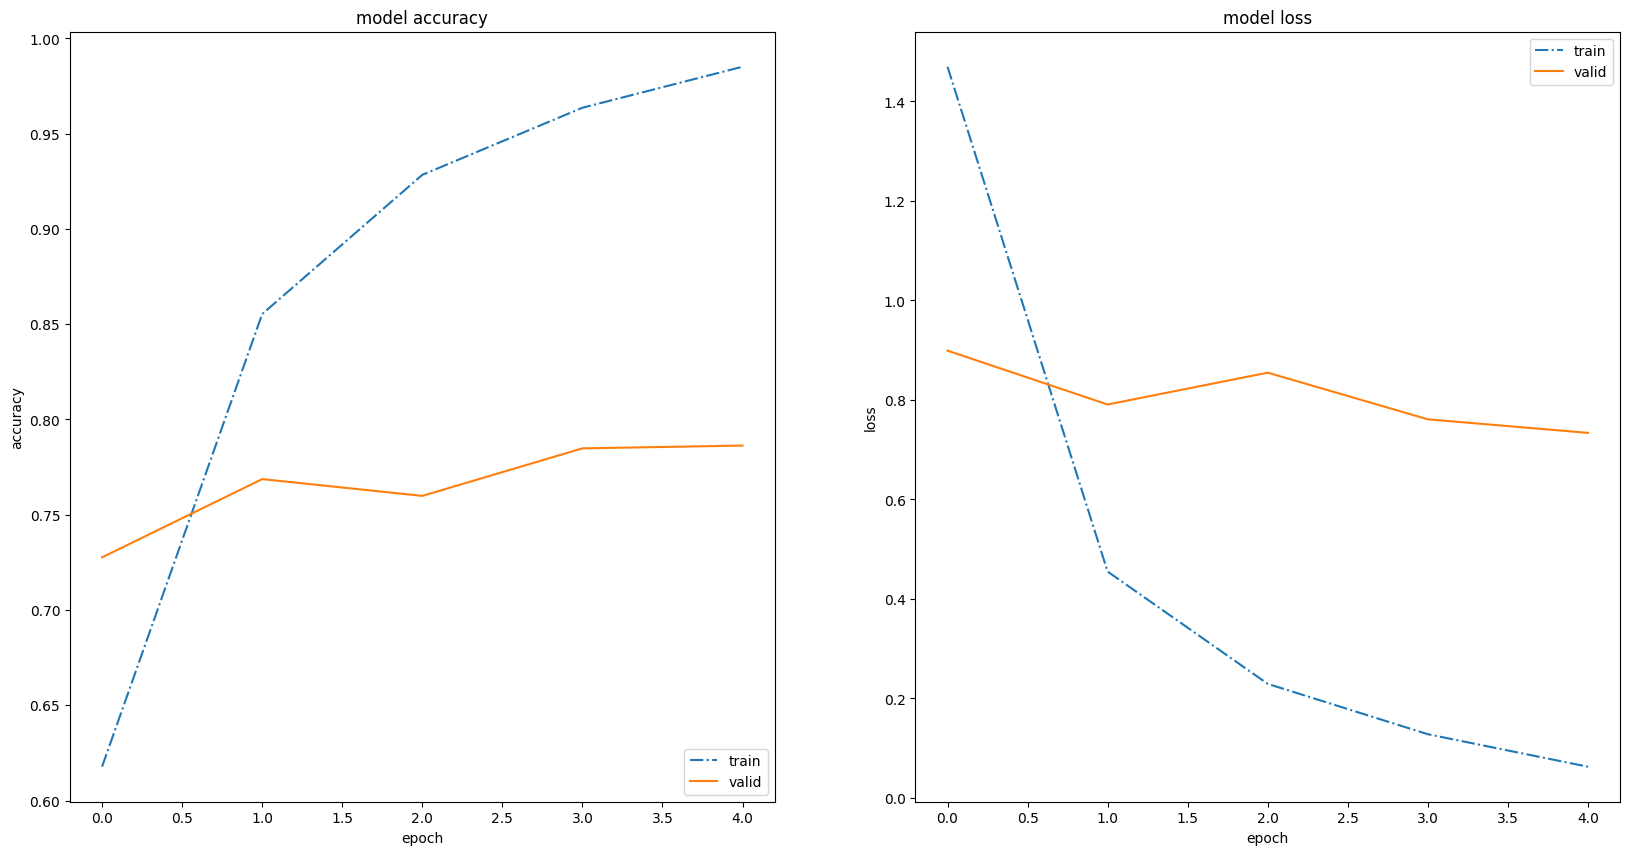 model accuracy
1.00
0.95
0.90
0.85
0.80
0.75
0.70
0.65
0.60
accuracy
train
valid
0.0 0.5 1.0 1.5 2.0 2.5 3.0 3.5 4.0
epoch
model loss
train
valid
1.4
1.2
1.0
0.8
0.6
0.4
0.2
0.0
loss
0.0 0.5 1.0 1.5 2.0 2.5 3.0 3.5 4.0
epoch